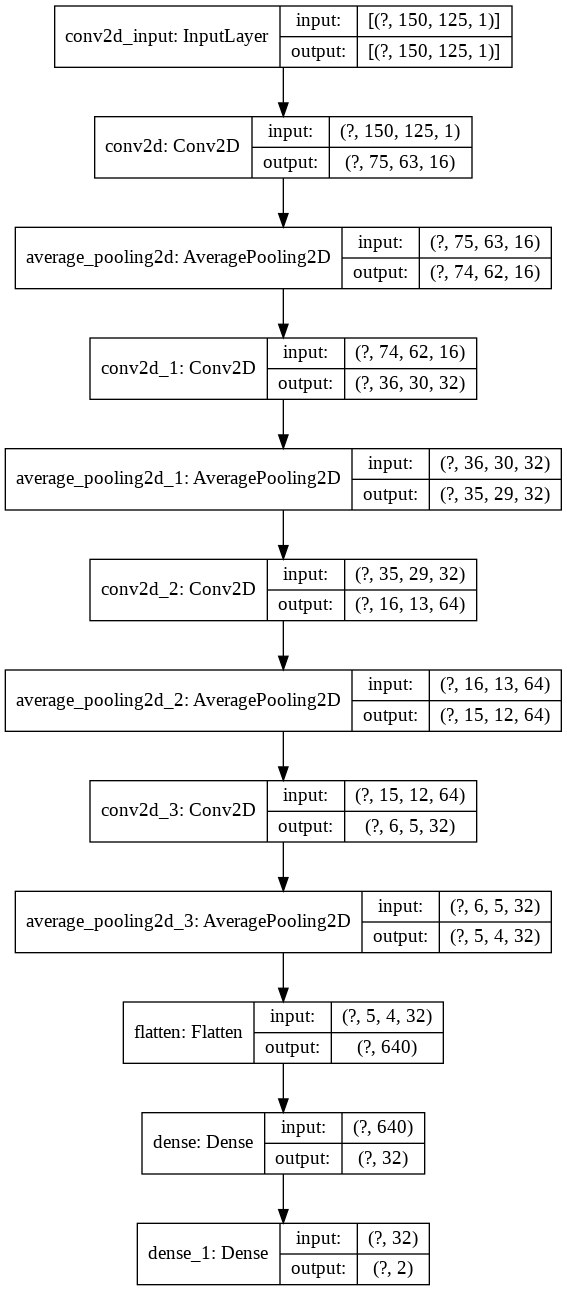 conv2d_input: InputLayer
input: [(?, 150, 125, 1)]
output: [(?, 150, 125, 1)]
conv2d: Conv2D
input: (?, 150, 125, 1)
output: (?, 75, 63, 16)
average_pooling2d: AveragePooling2D
input: (?, 75, 63, 16)
output: (?, 74, 62, 16)
conv2d_1: Conv2D
input: (?, 74, 62, 16)
output: (?, 36, 30, 32)
average_pooling2d_1: AveragePooling2D
input: (?, 36, 30, 32)
output: (?, 35, 29, 32)
conv2d_2: Conv2D
input: (?, 35, 29, 32)
output: (?, 16, 13, 64)
average_pooling2d_2: AveragePooling2D
input: (?, 16, 13, 64)
output: (?, 15, 12, 64)
conv2d_3: Conv2D
input: (?, 15, 12, 64)
output: (?, 6, 5, 32)
average_pooling2d_3: AveragePooling2D
input: (?, 6, 5, 32)
output: (?, 5, 4, 32)
flatten: Flatten
input: (?, 5, 4, 32)
output: (?, 640)
dense: Dense
input: (?, 640)
output: (?, 32)
dense_1: Dense
input: (?, 32)
output: (?, 2)